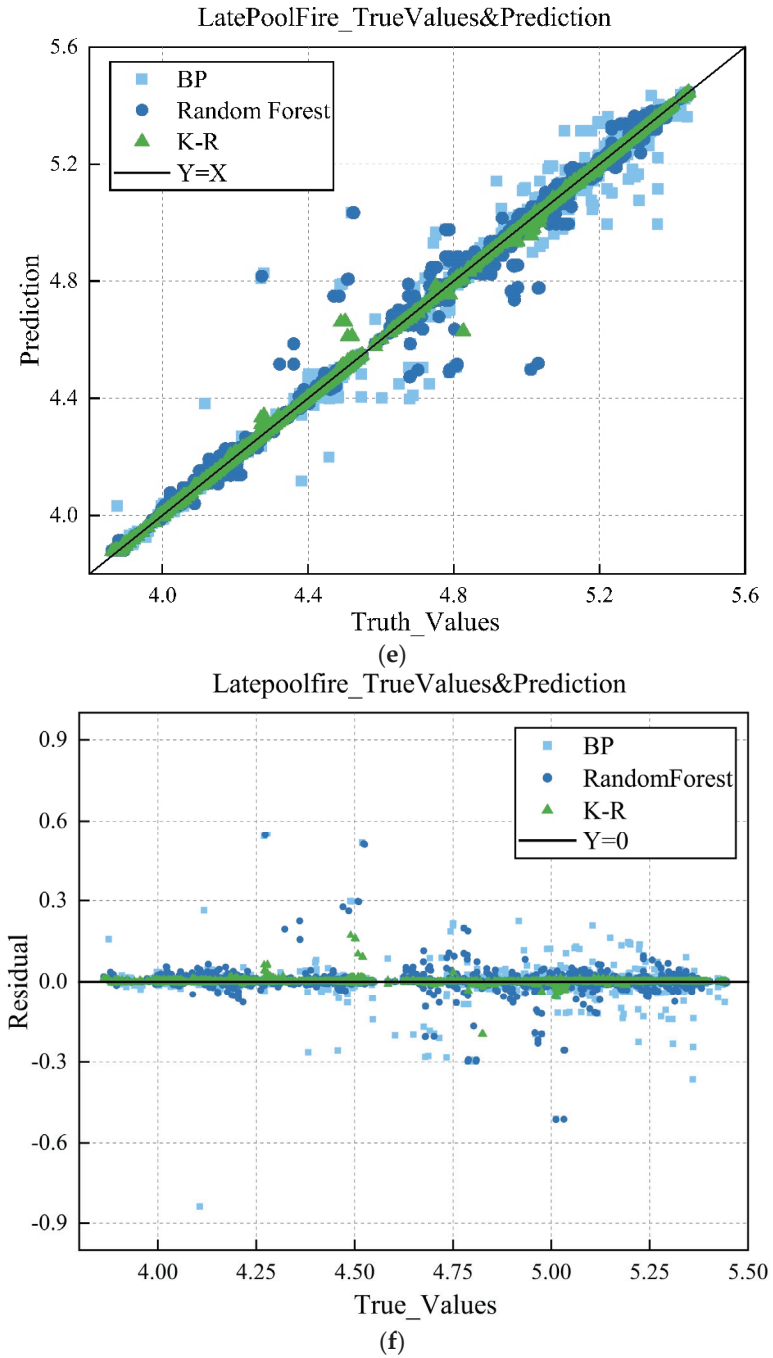 LatePoolFire_TrueValues&Prediction
5.6
BP
Random Forest
K-R
Y=X
5.2
4.8
4.4
4.0
Prediction
4.0 4.4 4.8 5.2 5.6
Truth_Values
(e)
Latepoolfire_TrueValues&Prediction
0.9
BP
RandomForest
K-R
Y=0
0.6
0.3
0.0
-0.3
-0.6
-0.9
Residual
4.00 4.25 4.50 4.75 5.00 5.25 5.50
True_Values
(f)